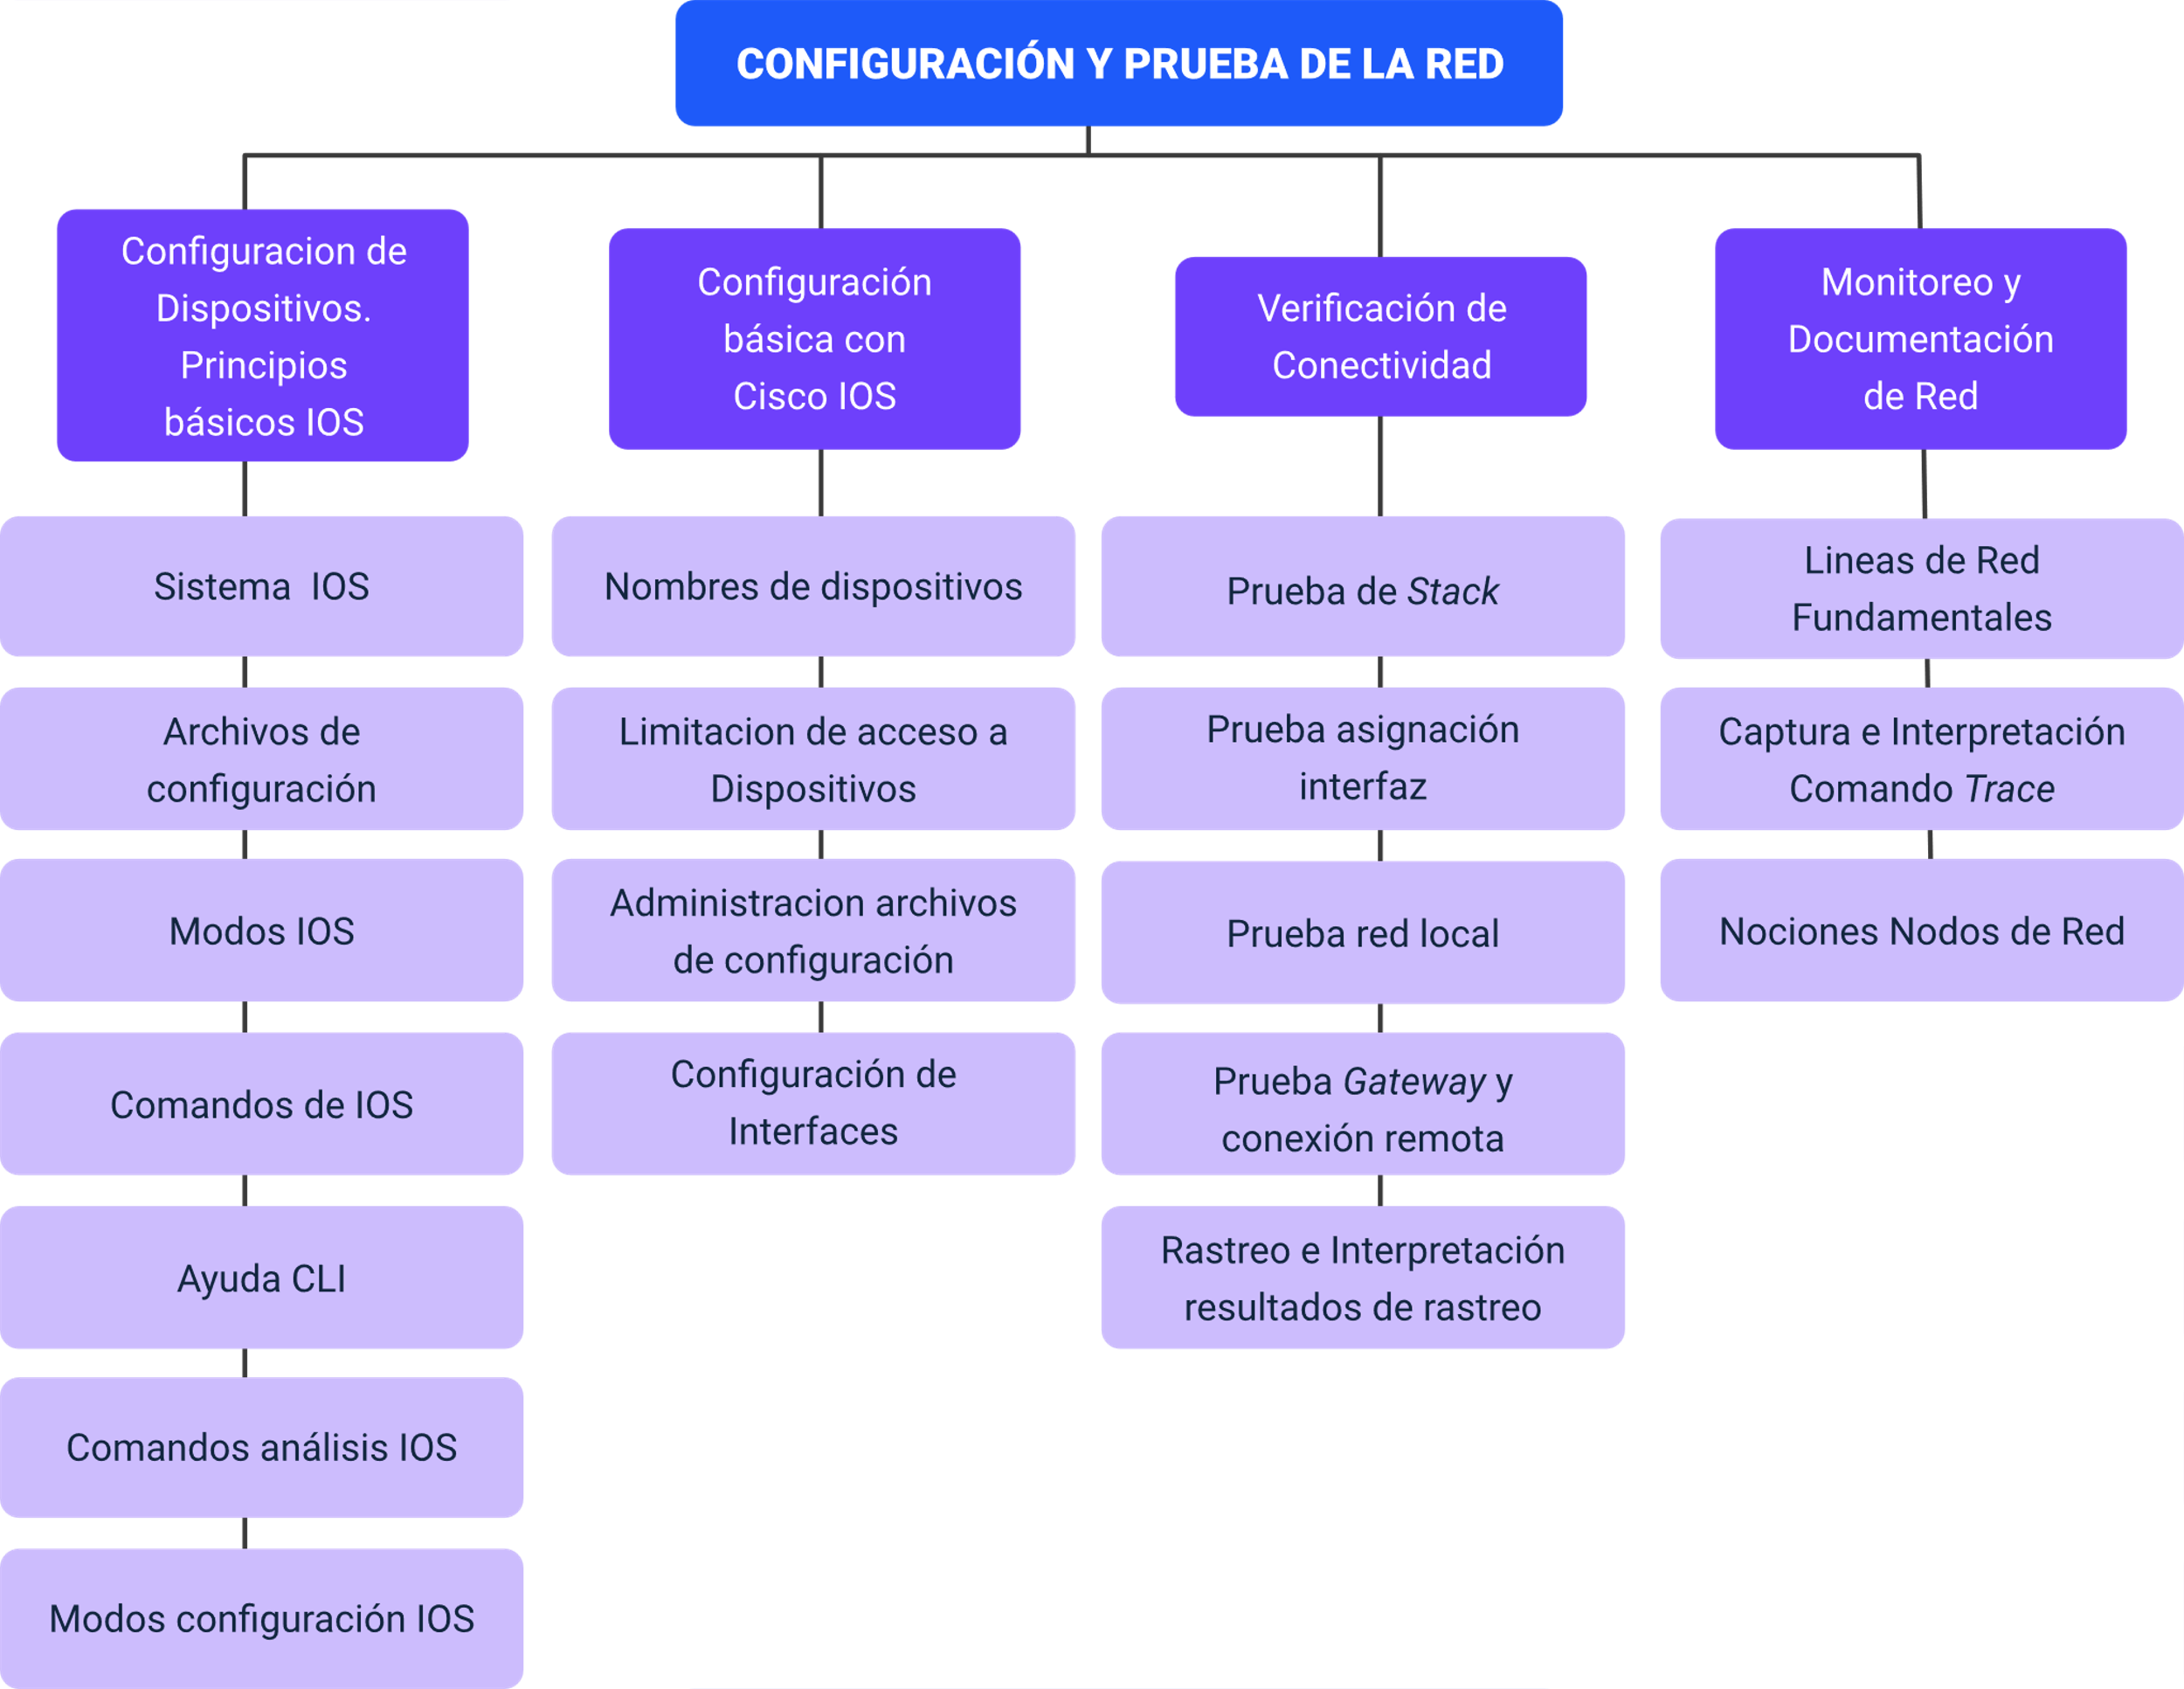 CONFIGURACIÓN Y PRUEBA DE LA RED
Configuracion de
Dispositivos.
Principios
básicos IOS
Sistema  IOS
Archivos de
configuración
Modos IOS
Comandos de IOS
Ayuda CLI
Comandos análisis IOS
Modos configuración IOS
Configuración
básica con
Cisco IOS
Nombres de dispositivos
Limitacion de acceso a
Dispositivos
Administracion archivos
de configuración
Configuración de
Interfaces
Verificación de
Conectividad
Prueba de Stack
Prueba asignación
interfaz
Prueba red local
Prueba Gateway y
conexión remota
Rastreo e Interpretación
resultados de rastreo
Monitoreo y
Documentación
de Red
Lineas de Red
Fundamentales
Captura e Interpretación
Comando Trace
Nociones Nodos de Red